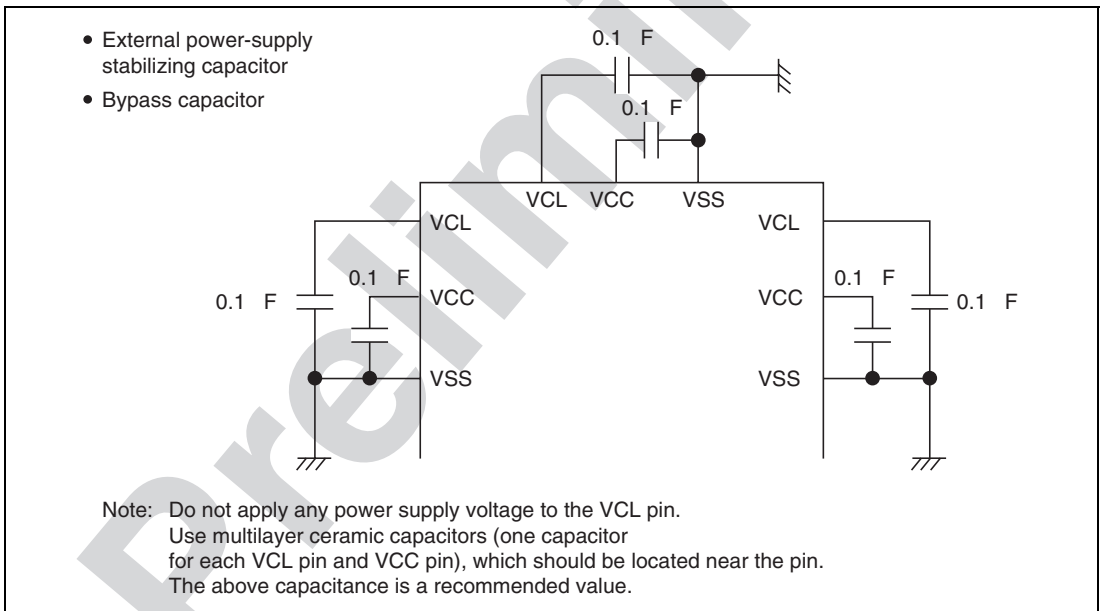 • External power-supply
stabilizing capacitor
• Bypass capacitor
0.1 F
0.1 F
VCL VCC VSS
VCL
VCL
0.1 F
0.1 F
VCC
VCC
0.1 F
0.1 F
VSS
VSS
Note: Do not apply any power supply voltage to the VCL pin.
Use multilayer ceramic capacitors (one capacitor
for each VCL pin and VCC pin), which should be located near the pin.
The above capacitance is a recommended value.
Prelimi